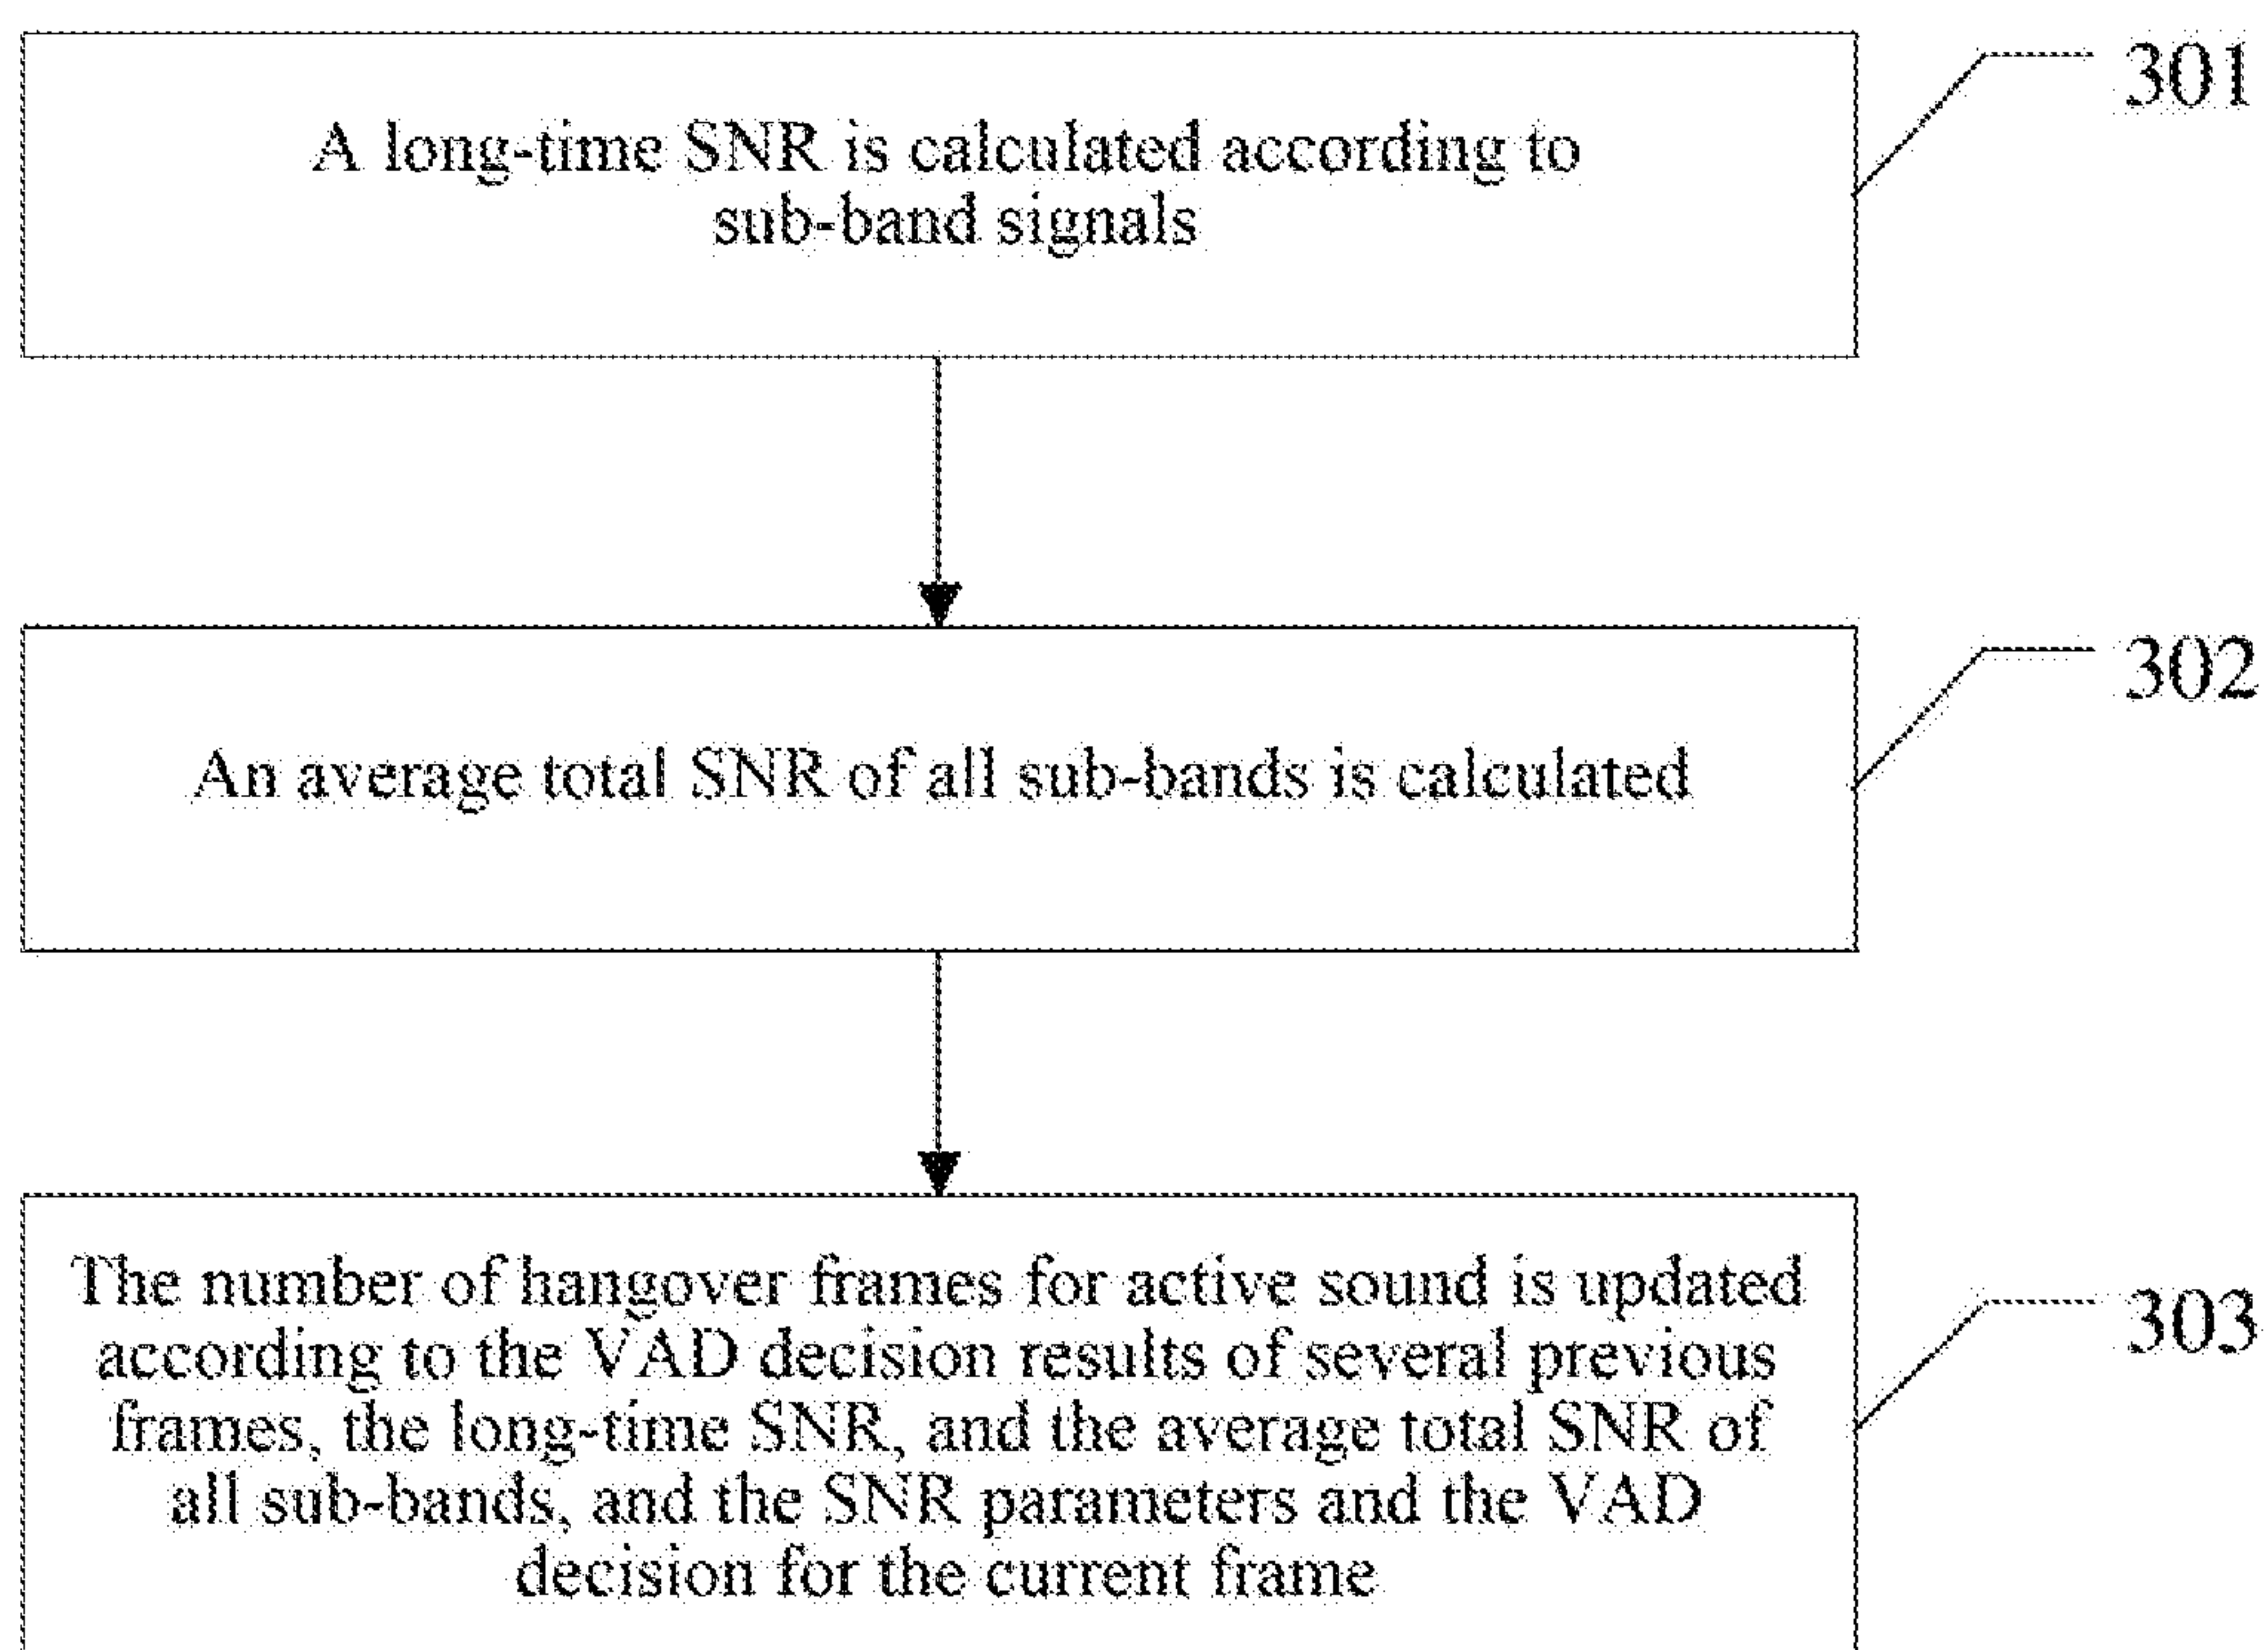 301
A long-time SNR is calculated according to
sub-band signals
302
An average total SNR of all sub-bands is calculated
The number of hangover frames for active sound is updated
according to the VAD decision results of several previous
303
frames, the long-time SNR, and the average total SNR of
all sub-bands, and the SNR parameters and the VAD
decision for the current frame